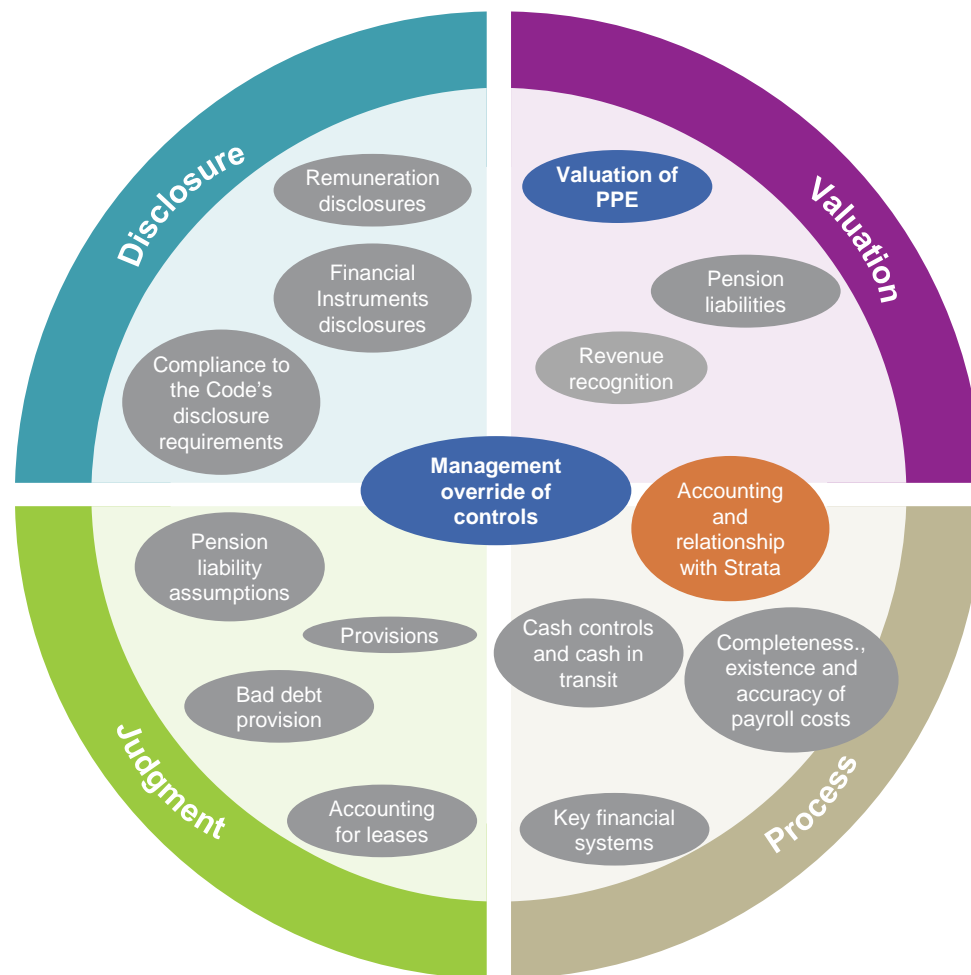 Disclosure
Remuneration
disclosures
Financial
Instruments
disclosures
Compliance to
the Code’s
disclosure
requirements
Valuation
Valuation of
PPE
Pension
liabilities
Revenue
recognition
Management
override of
controls
Accounting
and
relationship
with Strata
Judgment
Pension
liability
assumptions
Provisions
Bad debt
provision
Accounting
for leases
Process
Cash controls
and cash in
transit
Completeness.,
existence and
accuracy of
payroll costs
Key financial
systems